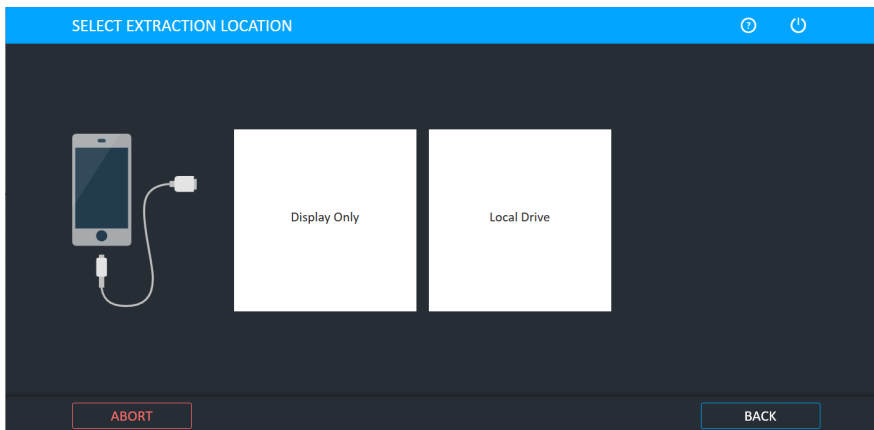 SELECT EXTRACTION LOCATION
Display Only
Local Drive
ABORT
BACK